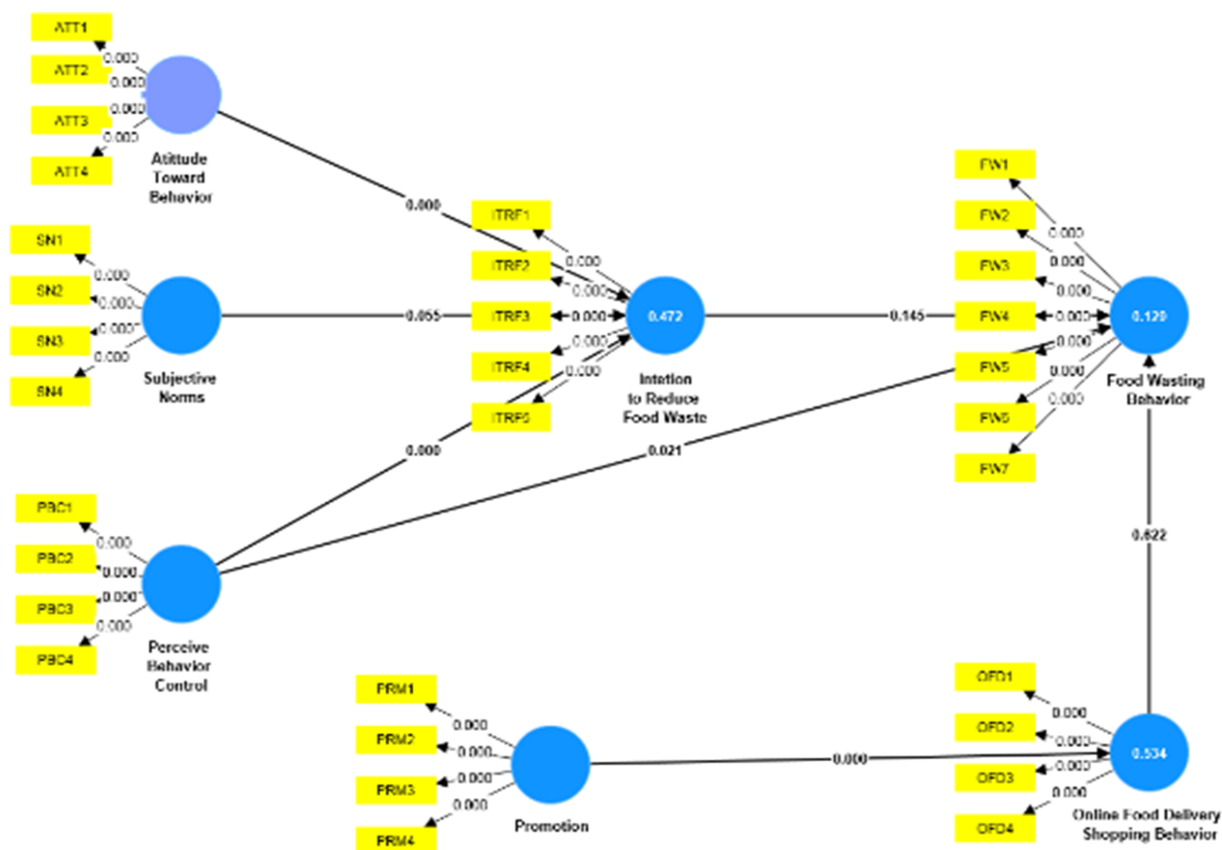 ATT1
0.000
ATT2
0.000
0.000
ATT3
0.000
ATT4
Atittude
Toward
Behavior
0.000
SN1
0.000
SN2
0.000
SN3
0.000
0.000
SN4
Subjective
Norms
0.055
ITRF1
0.000
ITRF2
0.000
ITRF3
0.000
0.472
ITRF4
0.000
0.000
ITRF5
Intetion
to Reduce
Food Waste
0.145
FW1
0.000
FW2
0.000
FW3
0.000
FW4
0.000
0.129
FW5
0.000
0.000
FW6
0.000
FW7
Food Wasting
Behavior
0.000
0.021
PBC1
0.000
PBC2
0.000
PBC3
0.000
0.000
PBC4
Perceive
Behavior
Control
0.622
PRM1
0.000
PRM2
0.000
0.000
PRM3
0.000
PRM4
Promotion
0.000
OFD1
0.000
OFD2
0.000
0.000
OFD3
0.000
OFD4
0.534
Online Food Delivery
Shopping Behavior